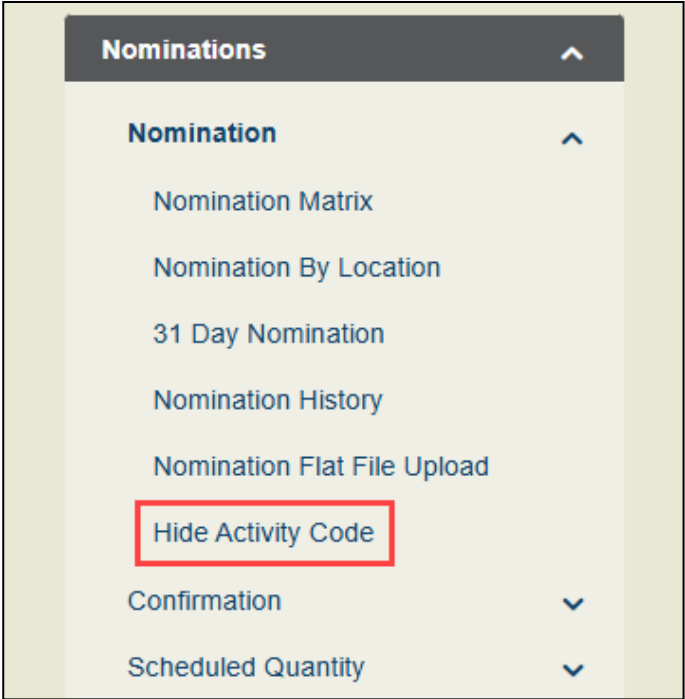 Nominations
Nomination
Nomination Matrix
Nomination By Location
31 Day Nomination
Nomination History
Nomination Flat File Upload
Hide Activity Code
Confirmation
Scheduled Quantity